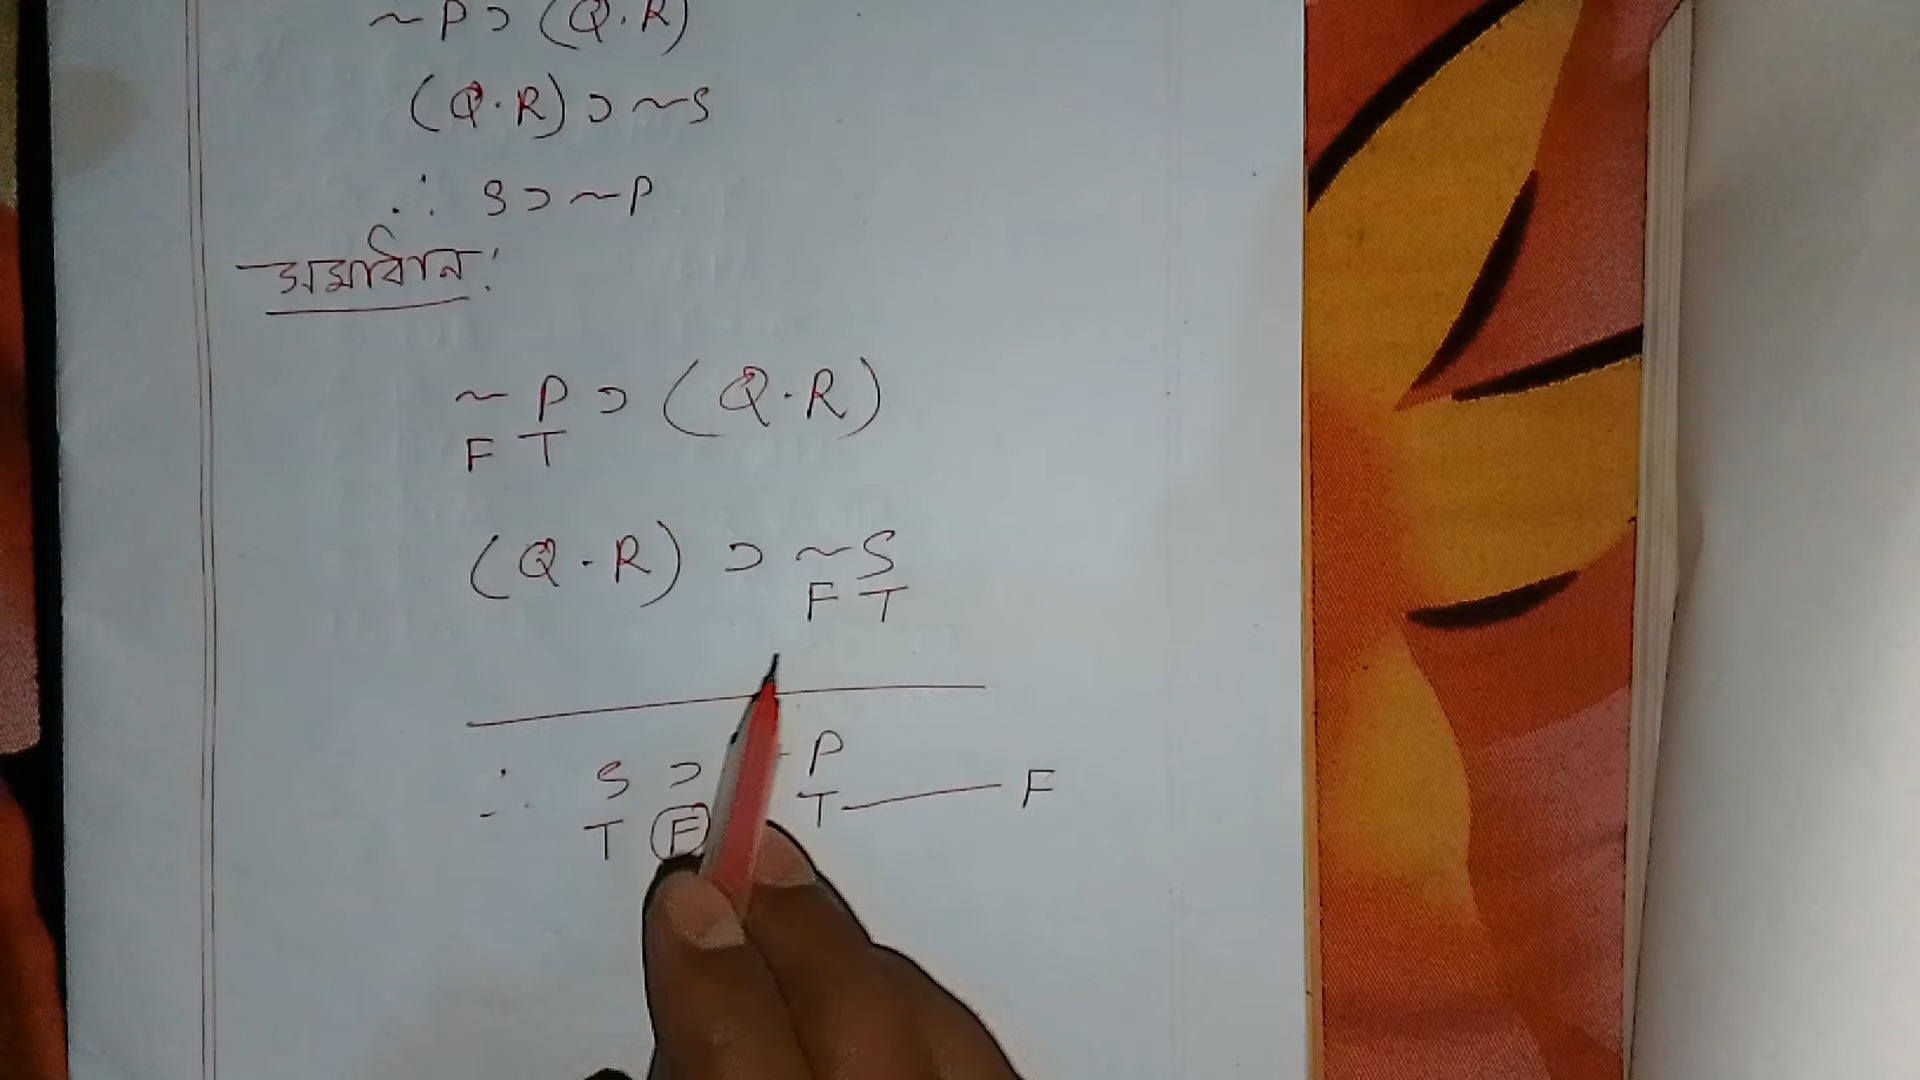 ~P ⊃ (Q · R)
(Q · R) ⊃ ~S
∴ S ⊃ ~P
সমাধান:
~ P ⊃ (Q · R)
F T
(Q · R) ⊃ ~ S
F T
∴ S ⊃ P
T F T — F